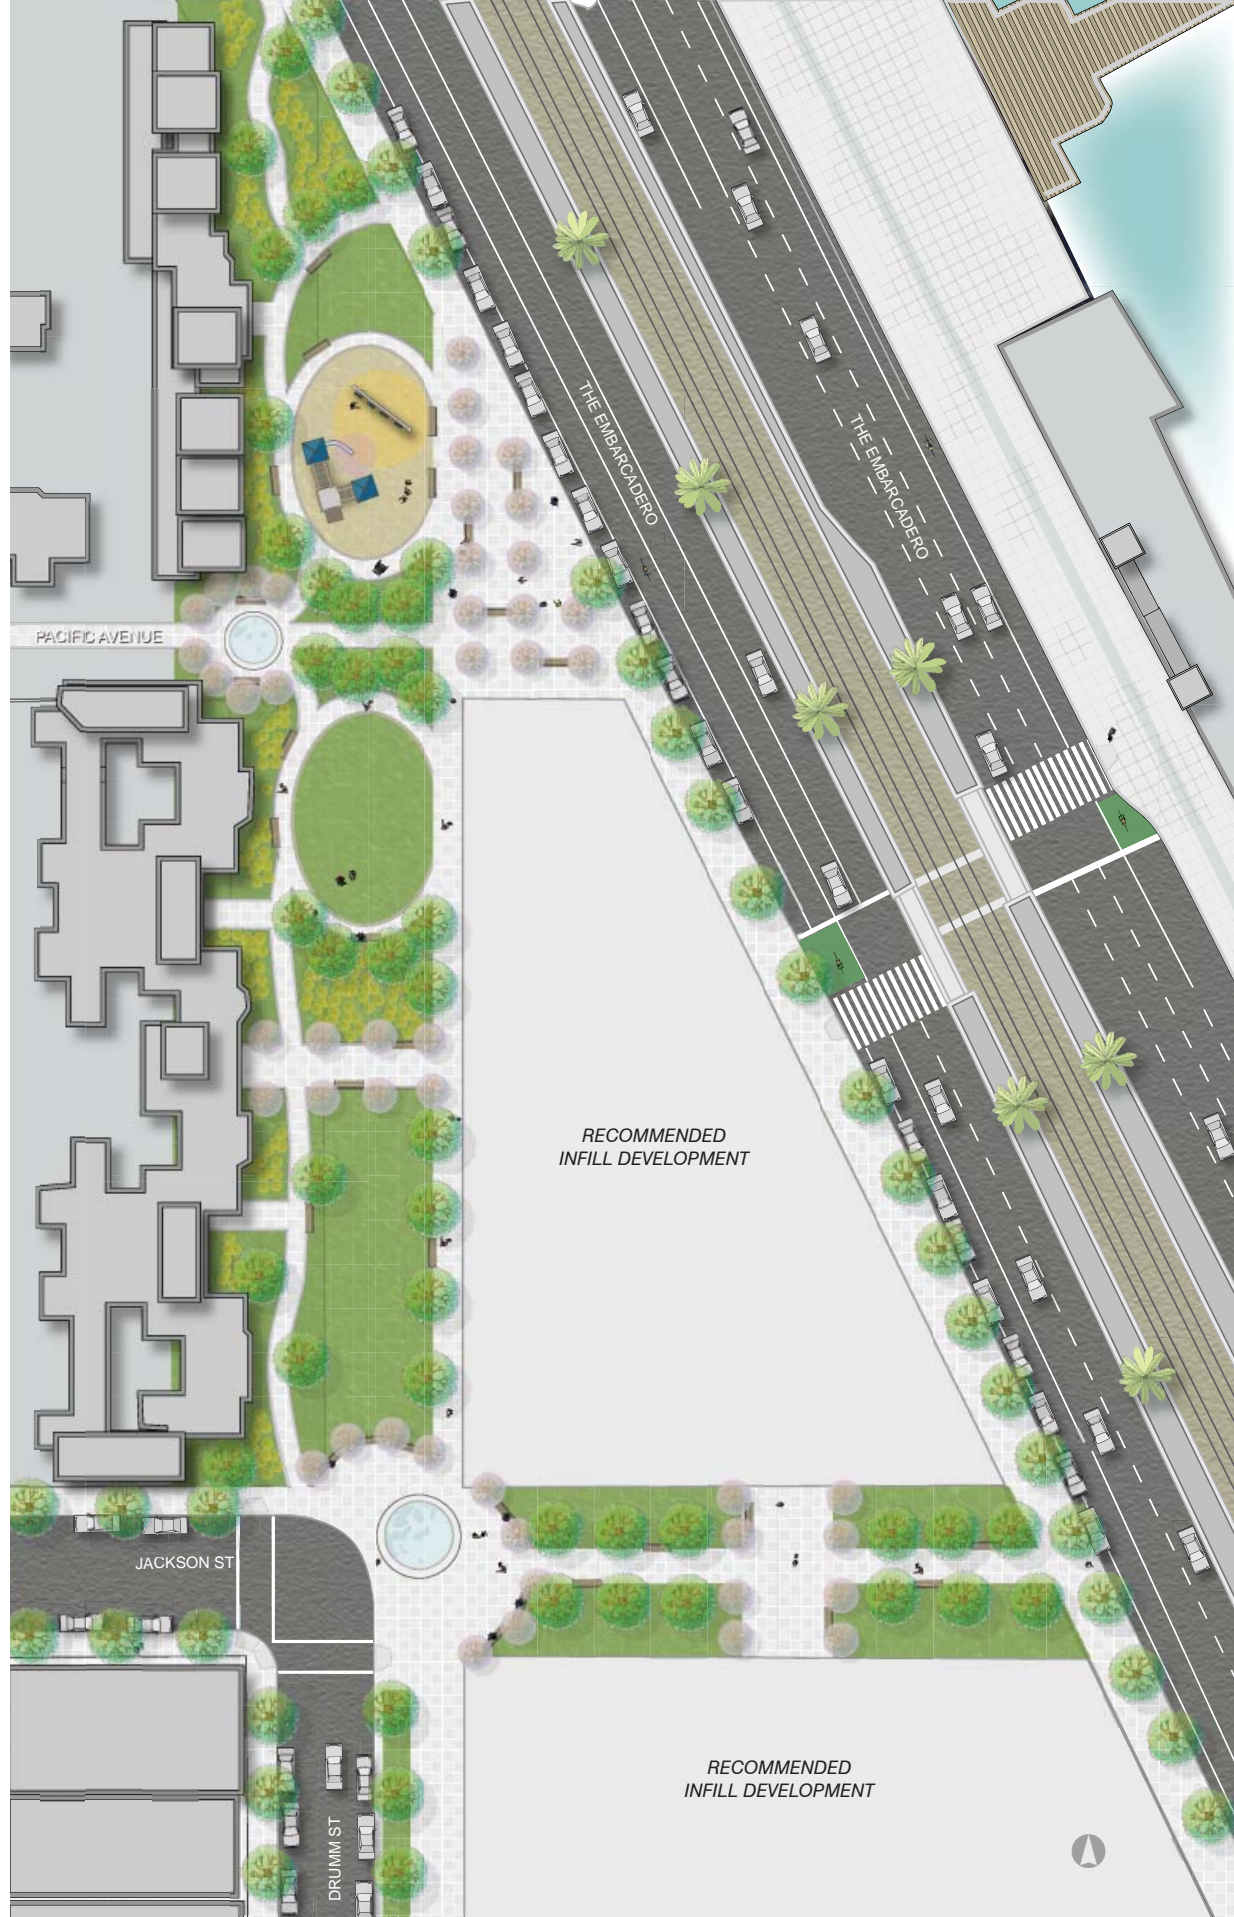 THE EMBARCADERO
THE EMBARCADERO
PACIFIC AVENUE
RECOMMENDED
INFILL DEVELOPMENT
JACKSON ST
RECOMMENDED
INFILL DEVELOPMENT
DRUMM ST